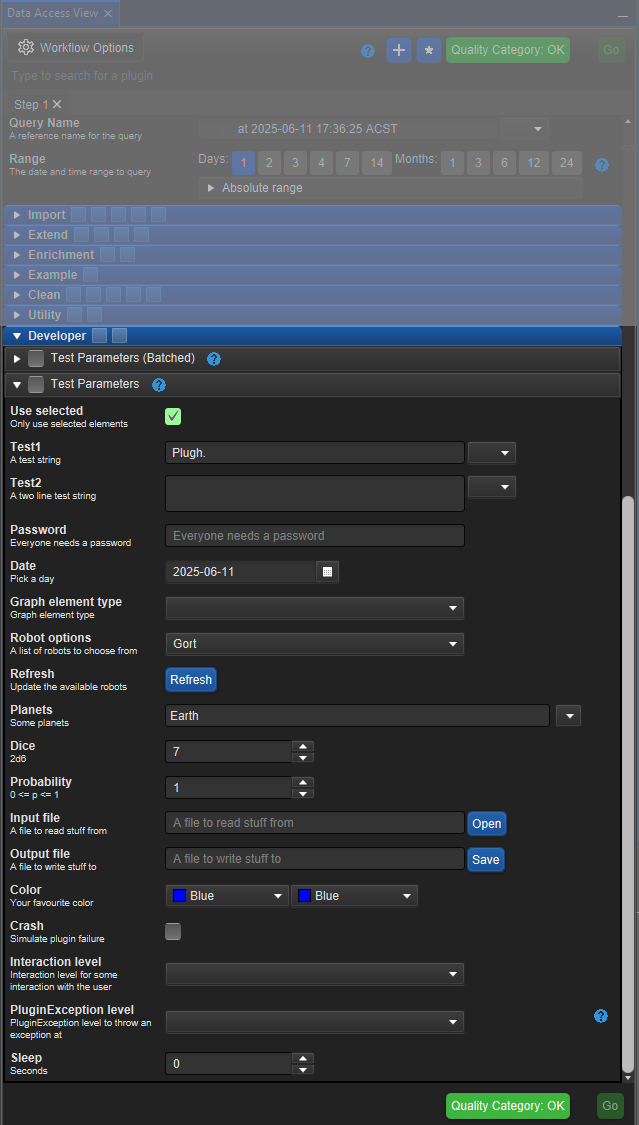 Data Access View
Workflow Options
Quality Category: OK
Go
Type to search for a plugin
Step 1
Query Name
A reference name for the query
at 2025-06-11 17:36:25 ACST
Range
The date and time range to query
Days: 1 2 3 4 7 14 Months: 1 3 6 12 24
Absolute range
Import
Extend
Enrichment
Example
Clean
Utility
Developer
Test Parameters (Batched)
Test Parameters
Use selected
Only use selected elements
Test1
A test string
Plugh.
Test2
A two line test string
Password
Everyone needs a password
Everyone needs a password
Date
Pick a day
2025-06-11
Graph element type
Graph element type
Robot options
A list of robots to choose from
Gort
Refresh
Update the available robots
Refresh
Planets
Some planets
Earth
Dice
2d6
7
Probability
0 <= p <= 1
1
Input file
A file to read stuff from
A file to read stuff from
Open
Output file
A file to write stuff to
A file to write stuff to
Save
Color
Your favourite color
Blue
Blue
Crash
Simulate plugin failure
Interaction level
Interaction level for some
interaction with the user
PluginException level
PluginException level to throw an
exception at
Sleep
Seconds
0
Quality Category: OK
Go